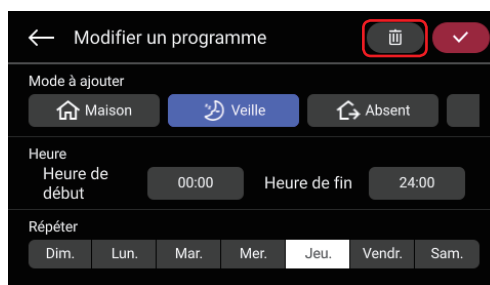 Modifier un programme
Mode à ajouter
Maison Veille Absent
Heure
Heure de début 00:00 Heure de fin 24:00
Répéter
Dim. Lun. Mar. Mer. Jeu. Vendr. Sam.